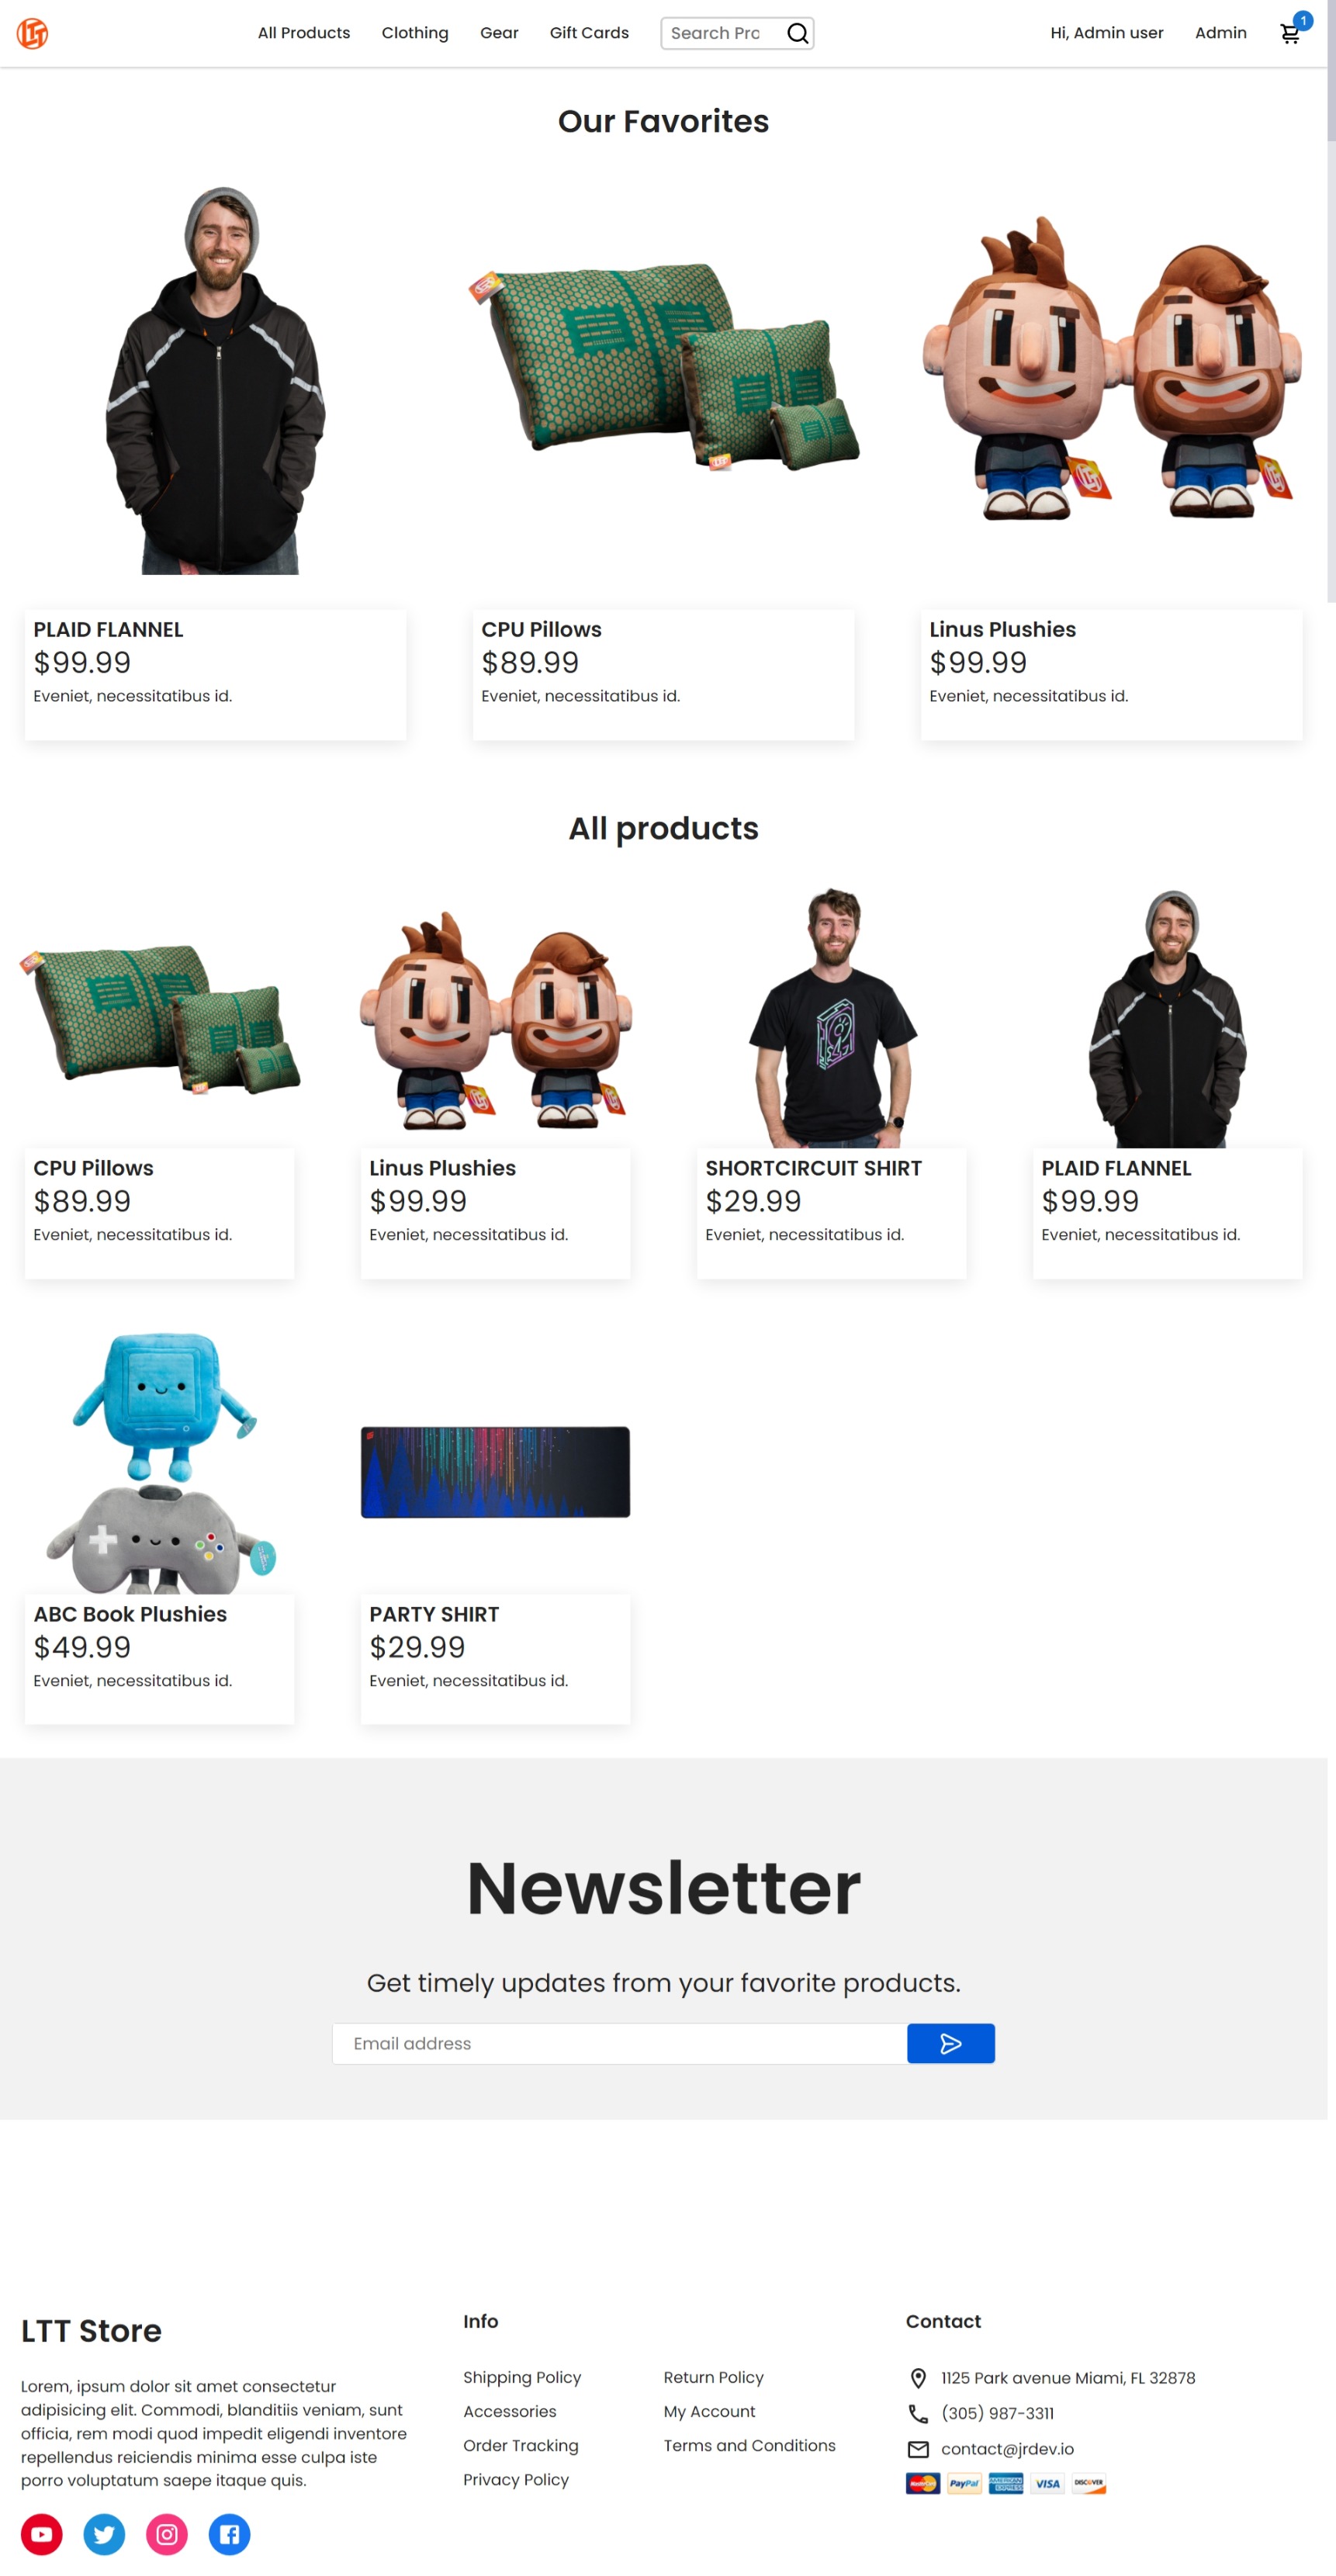 LTT
All Products Clothing Gear Gift Cards Search Pro Hi, Admin user Admin 1
Our Favorites
PLAID FLANNEL
$99.99
Eveniet, necessitatibus id.
CPU Pillows
$89.99
Eveniet, necessitatibus id.
Linus Plushies
$99.99
Eveniet, necessitatibus id.
All products
CPU Pillows
$89.99
Eveniet, necessitatibus id.
Linus Plushies
$99.99
Eveniet, necessitatibus id.
SHORTCIRCUIT SHIRT
$29.99
Eveniet, necessitatibus id.
PLAID FLANNEL
$99.99
Eveniet, necessitatibus id.
ABC Book Plushies
$49.99
Eveniet, necessitatibus id.
PARTY SHIRT
$29.99
Eveniet, necessitatibus id.
Newsletter
Get timely updates from your favorite products.
Email address
LTT Store
Lorem, ipsum dolor sit amet consectetur
adipisicing elit. Commodi, blanditiis veniam, sunt
officia, rem modi quod impedit eligendi inventore
repellendus reiciendis minima esse culpa iste
porro voluptatum saepe itaque quis.
Info
Shipping Policy
Accessories
Order Tracking
Privacy Policy
Return Policy
My Account
Terms and Conditions
Contact
1125 Park avenue Miami, FL 32878
(305) 987-3311
contact@jrdev.io
MasterCard PayPal AMERICAN EXPRESS VISA DISCOVER